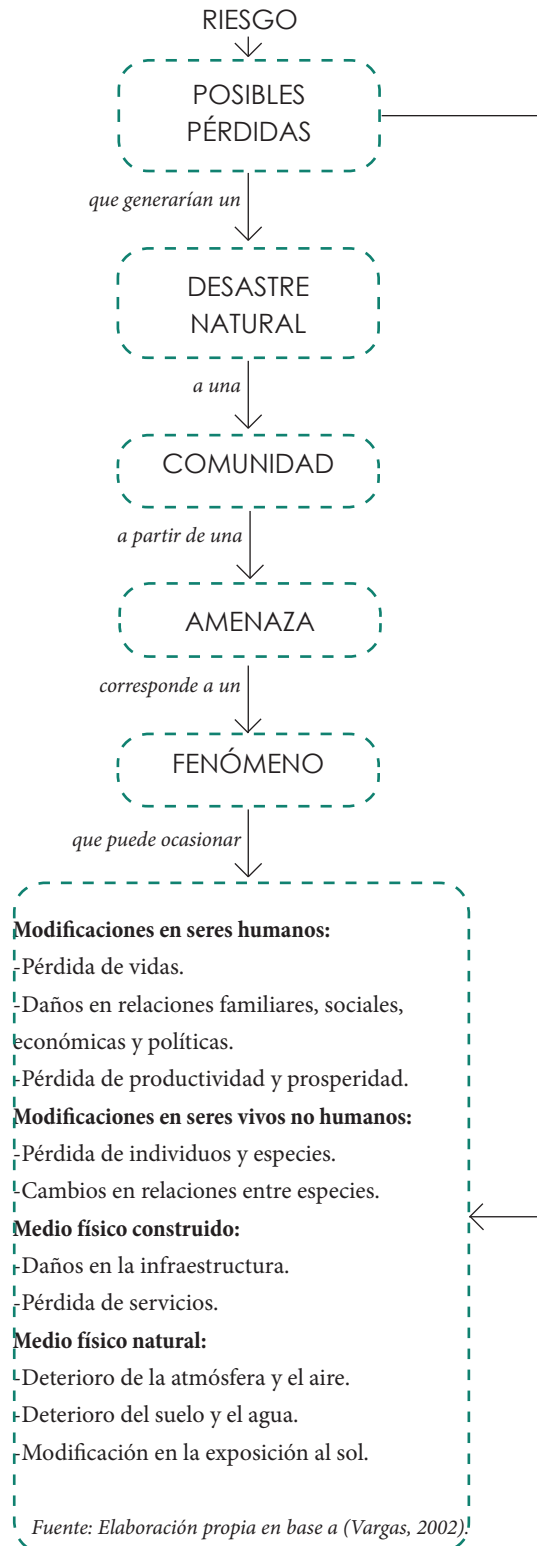 RIESGO
POSIBLES
PÉRDIDAS
que generarían un
DESASTRE
NATURAL
a una
COMUNIDAD
a partir de una
AMENAZA
corresponde a un
FENÓMENO
que puede ocasionar
Modificaciones en seres humanos:
-Pérdida de vidas.
-Daños en relaciones familiares, sociales,
económicas y políticas.
-Pérdida de productividad y prosperidad.
Modificaciones en seres vivos no humanos:
-Pérdida de individuos y especies.
-Cambios en relaciones entre especies.
Medio físico construido:
-Daños en la infraestructura.
-Pérdida de servicios.
Medio físico natural:
-Deterioro de la atmósfera y el aire.
-Deterioro del suelo y el agua.
-Modificación en la exposición al sol.
Fuente: Elaboración propia en base a (Vargas, 2002).